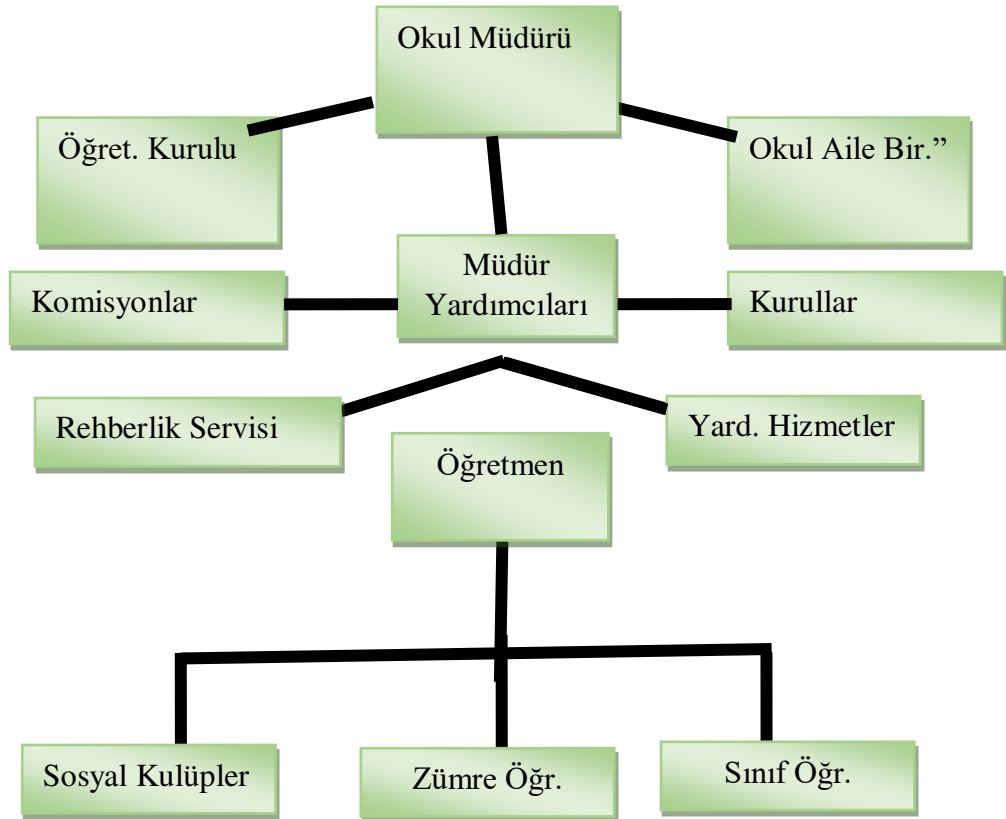 Okul Müdürü
Öğret. Kurulu
Okul Aile Bir.”
Müdür
Yardımcıları
Komisyonlar
Kurullar
Rehberlik Servisi
Yard. Hizmetler
Öğretmen
Sosyal Kulüpler
Zümre Öğr.
Sınıf Öğr.